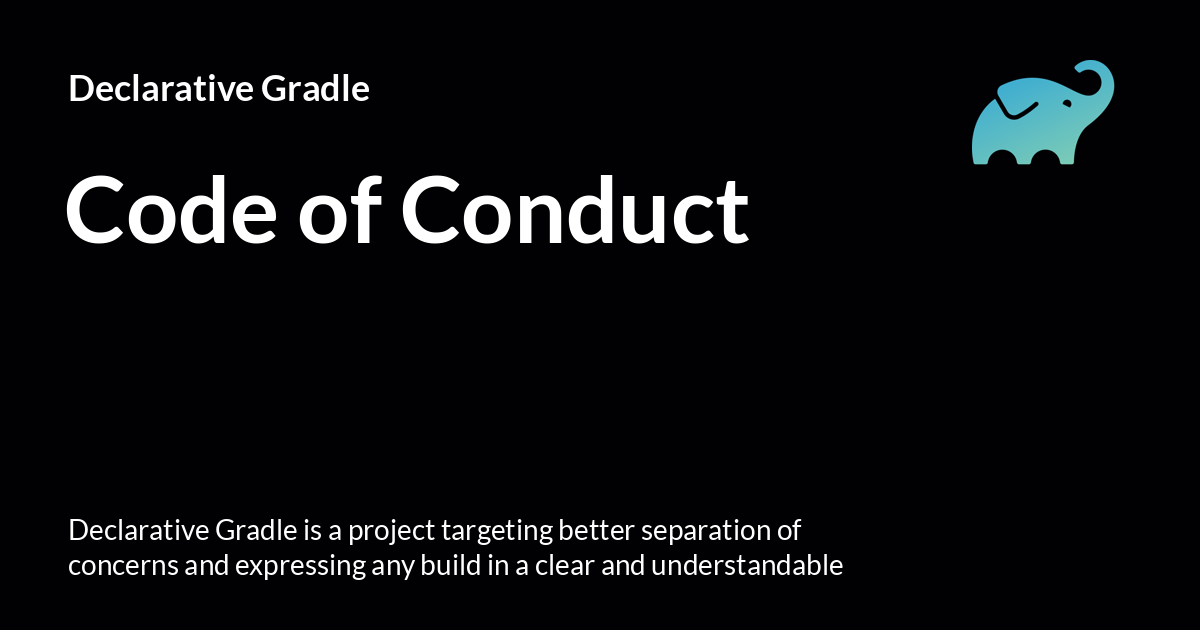 Declarative Gradle
Code of Conduct
Declarative Gradle is a project targeting better separation of
concerns and expressing any build in a clear and understandable